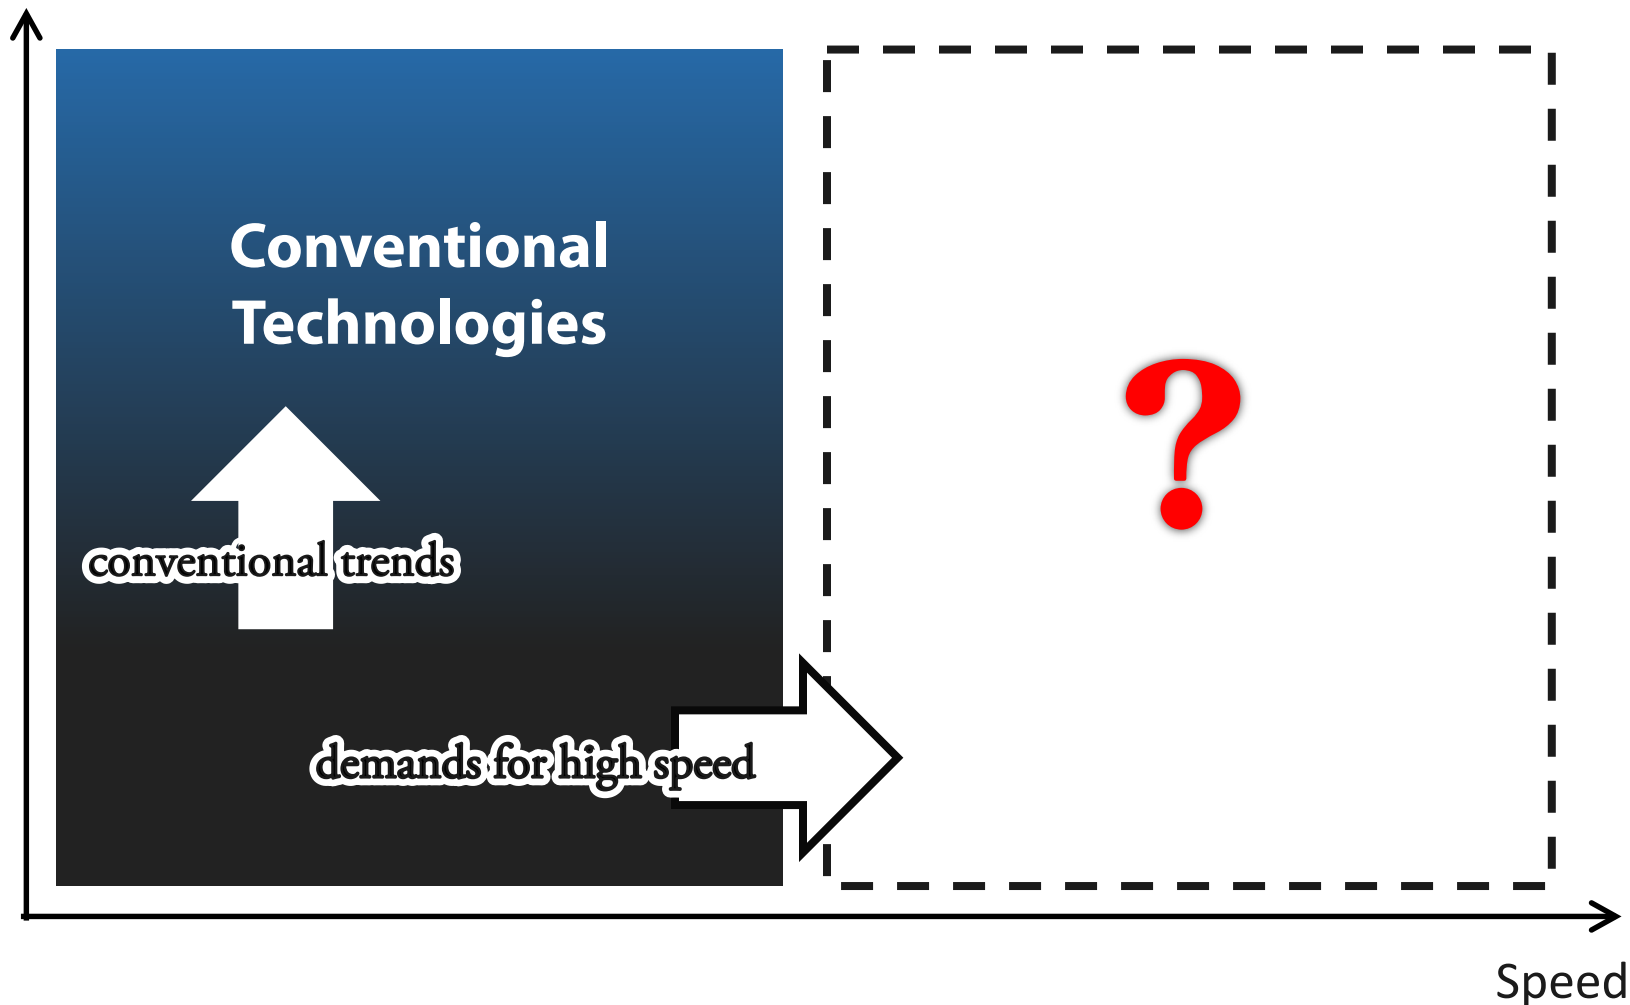 Conventional
Technologies
?
conventional trends
demands for high speed
Speed